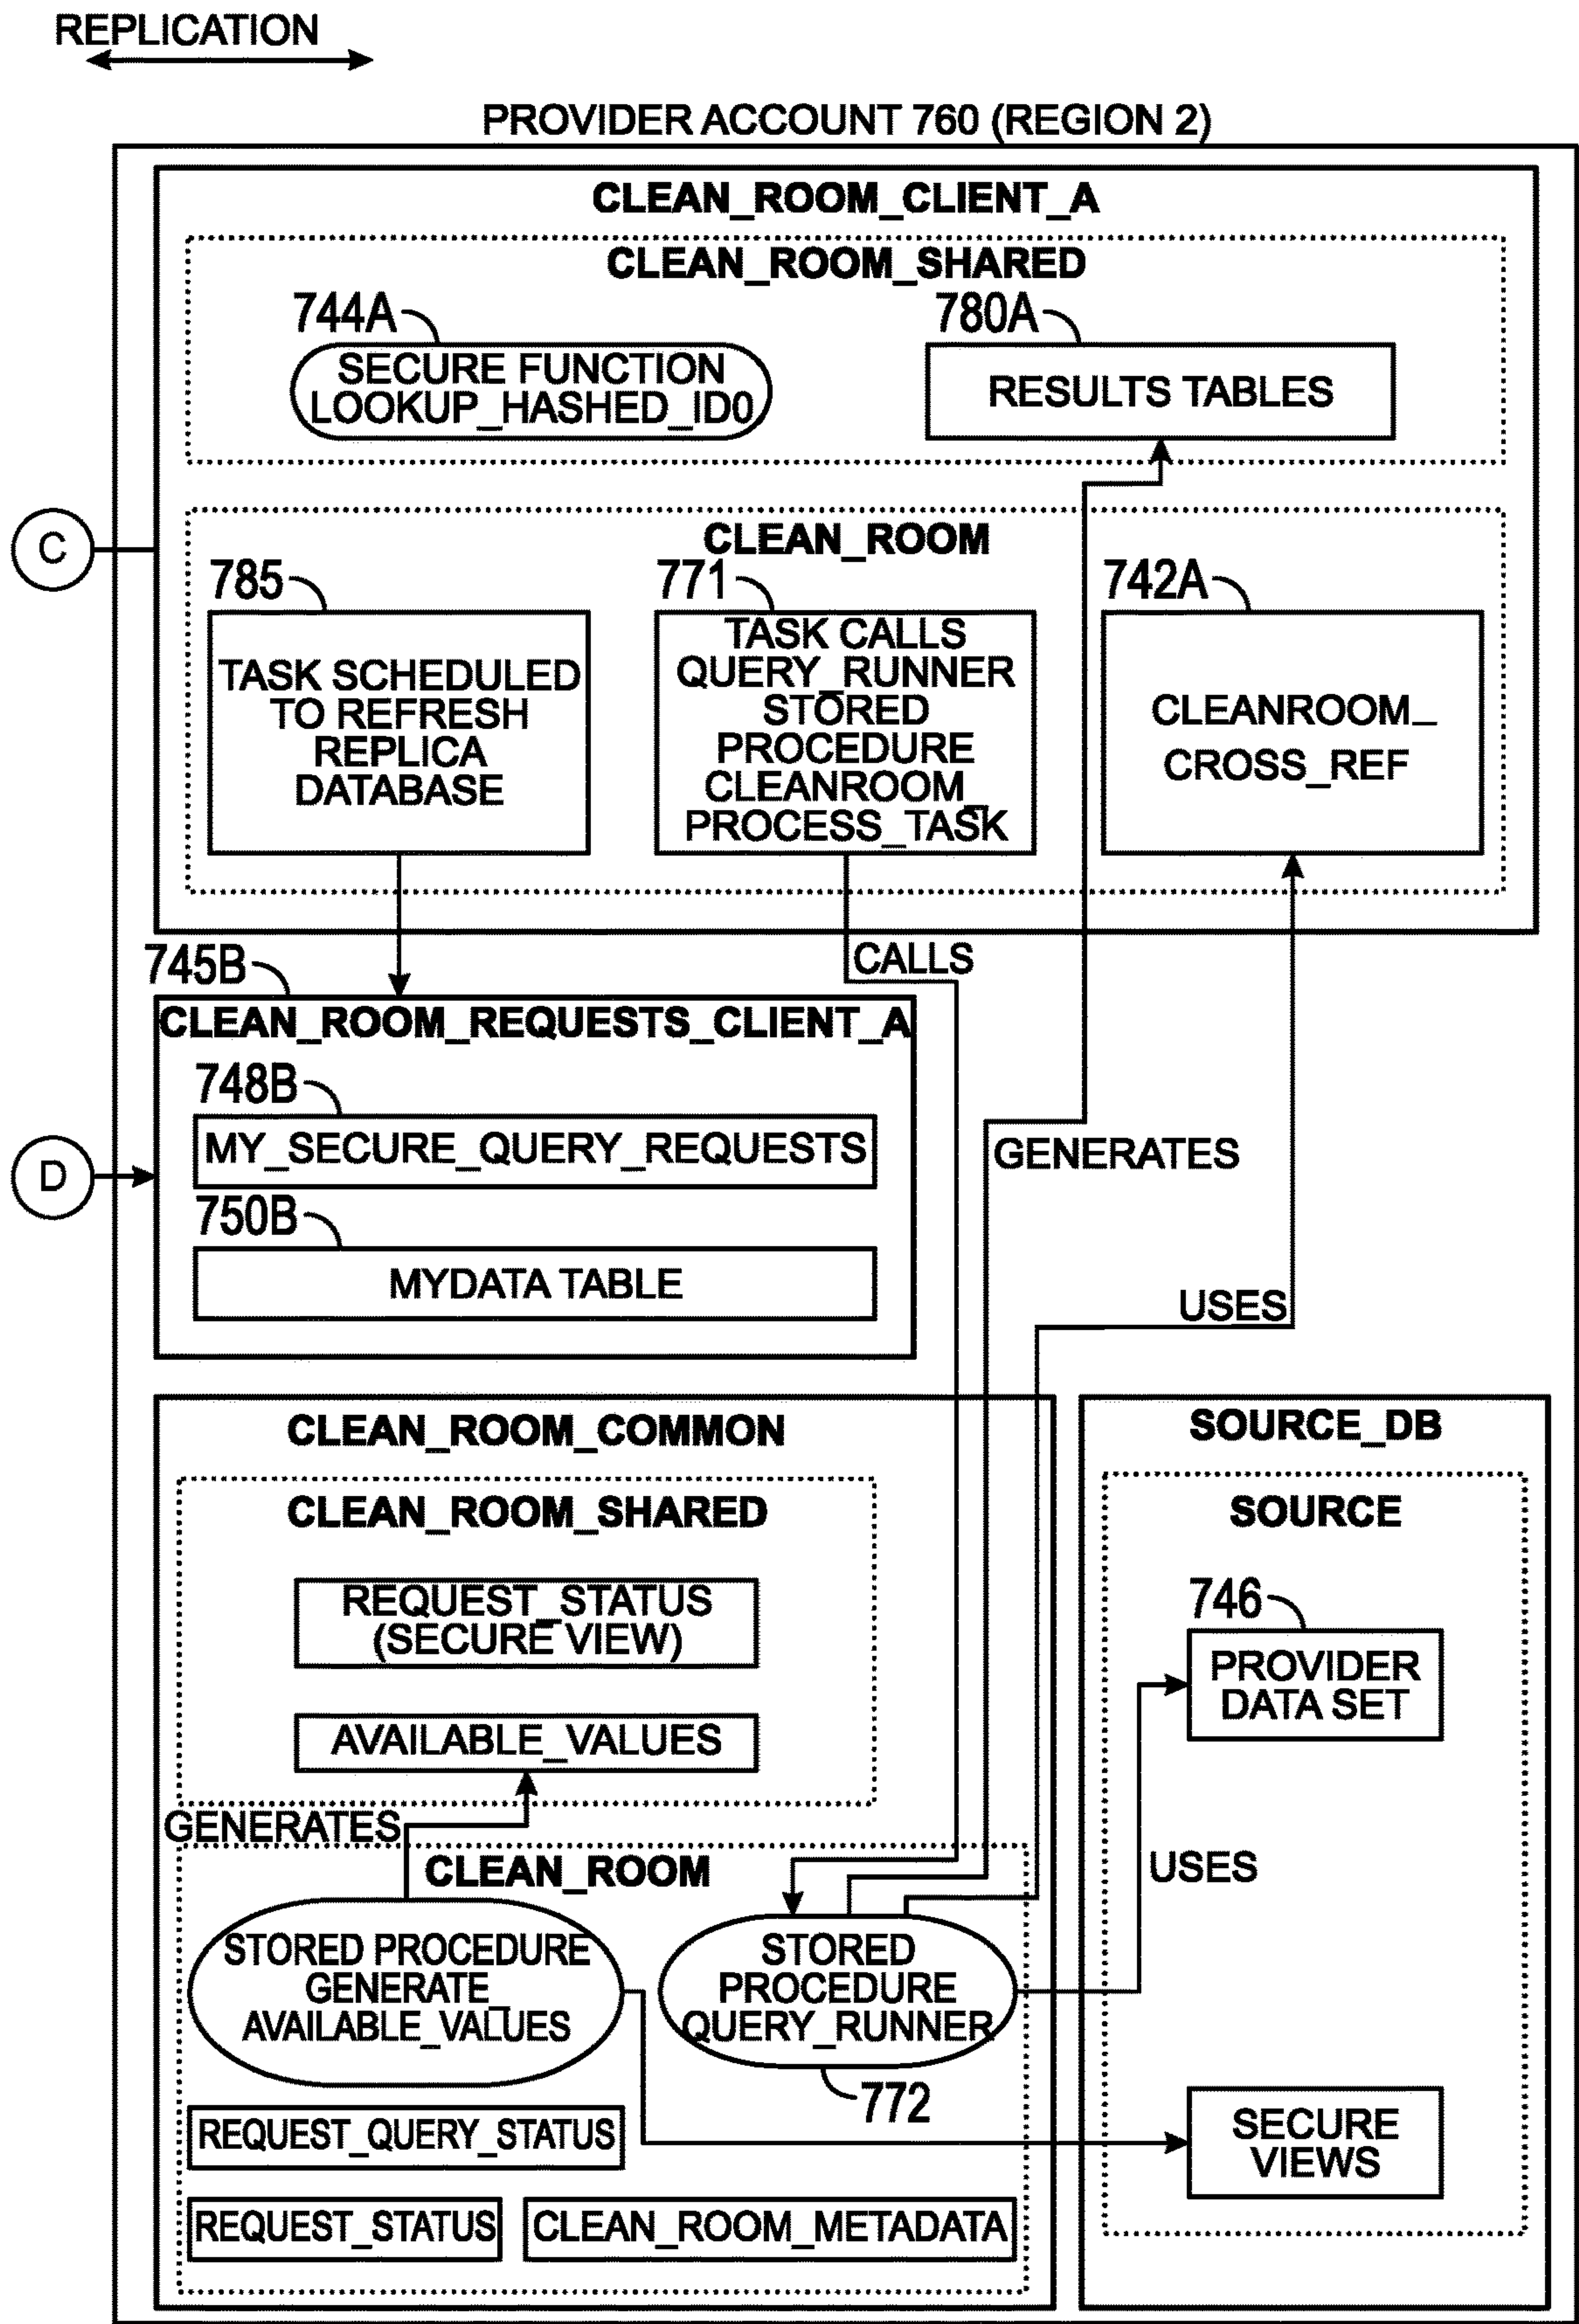 REPLICATION
PROVIDER ACCOUNT 760 (REGION 2)
CLEAN_ROOM_CLIENT_A
CLEAN_ROOM_SHARED
744A
780A
SECURE FUNCTION
LOOKUP_HASHED_ID0
RESULTS TABLES
C
CLEAN_ROOM
785
771
742A
TASK SCHEDULED
TO REFRESH
REPLICA
DATABASE
TASK CALLS
QUERY_RUNNER
STORED
PROCEDURE
CLEANROOM_
PROCESS_TASK
CLEANROOM_
CROSS_REF
745B
CALLS
CLEAN_ROOM_REQUESTS_CLIENT_A
748B
MY_SECURE_QUERY_REQUESTS
GENERATES
D
750B
MYDATA TABLE
USES
CLEAN_ROOM_COMMON
CLEAN_ROOM_SHARED
REQUEST_STATUS
(SECURE VIEW)
AVAILABLE_VALUES
GENERATES
CLEAN_ROOM
STORED PROCEDURE
GENERATE_
AVAILABLE_VALUES
STORED
PROCEDURE
QUERY_RUNNER
772
REQUEST_QUERY_STATUS
REQUEST_STATUS
CLEAN_ROOM_METADATA
SOURCE_DB
SOURCE
746
PROVIDER
DATA SET
USES
SECURE
VIEWS